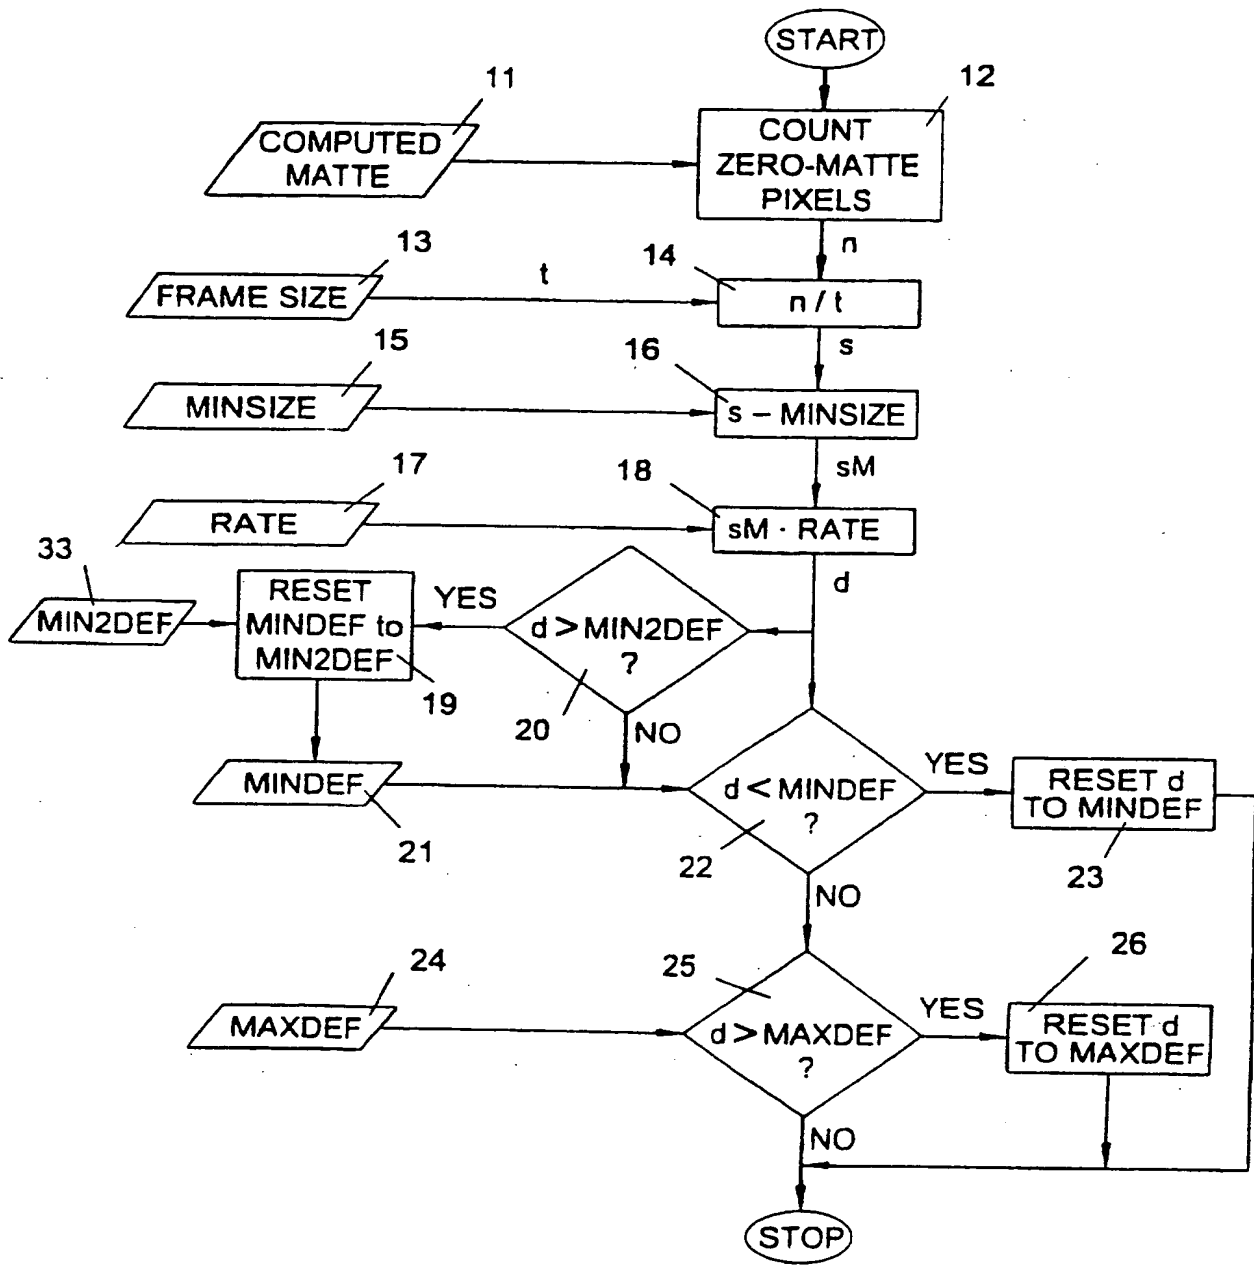 START
11
12
COMPUTED
MATTE
COUNT
ZERO-MATTE
PIXELS
n
13
t
14
FRAME SIZE
n / t
s
15
16
MINSIZE
s – MINSIZE
sM
17
18
RATE
sM · RATE
d
33
MIN2DEF
RESET
MINDEF to
MIN2DEF
19
YES
d > MIN2DEF
?
20
NO
MINDEF
21
d < MINDEF
?
22
YES
RESET d
TO MINDEF
23
NO
24
25
26
MAXDEF
d > MAXDEF
?
YES
RESET d
TO MAXDEF
NO
STOP